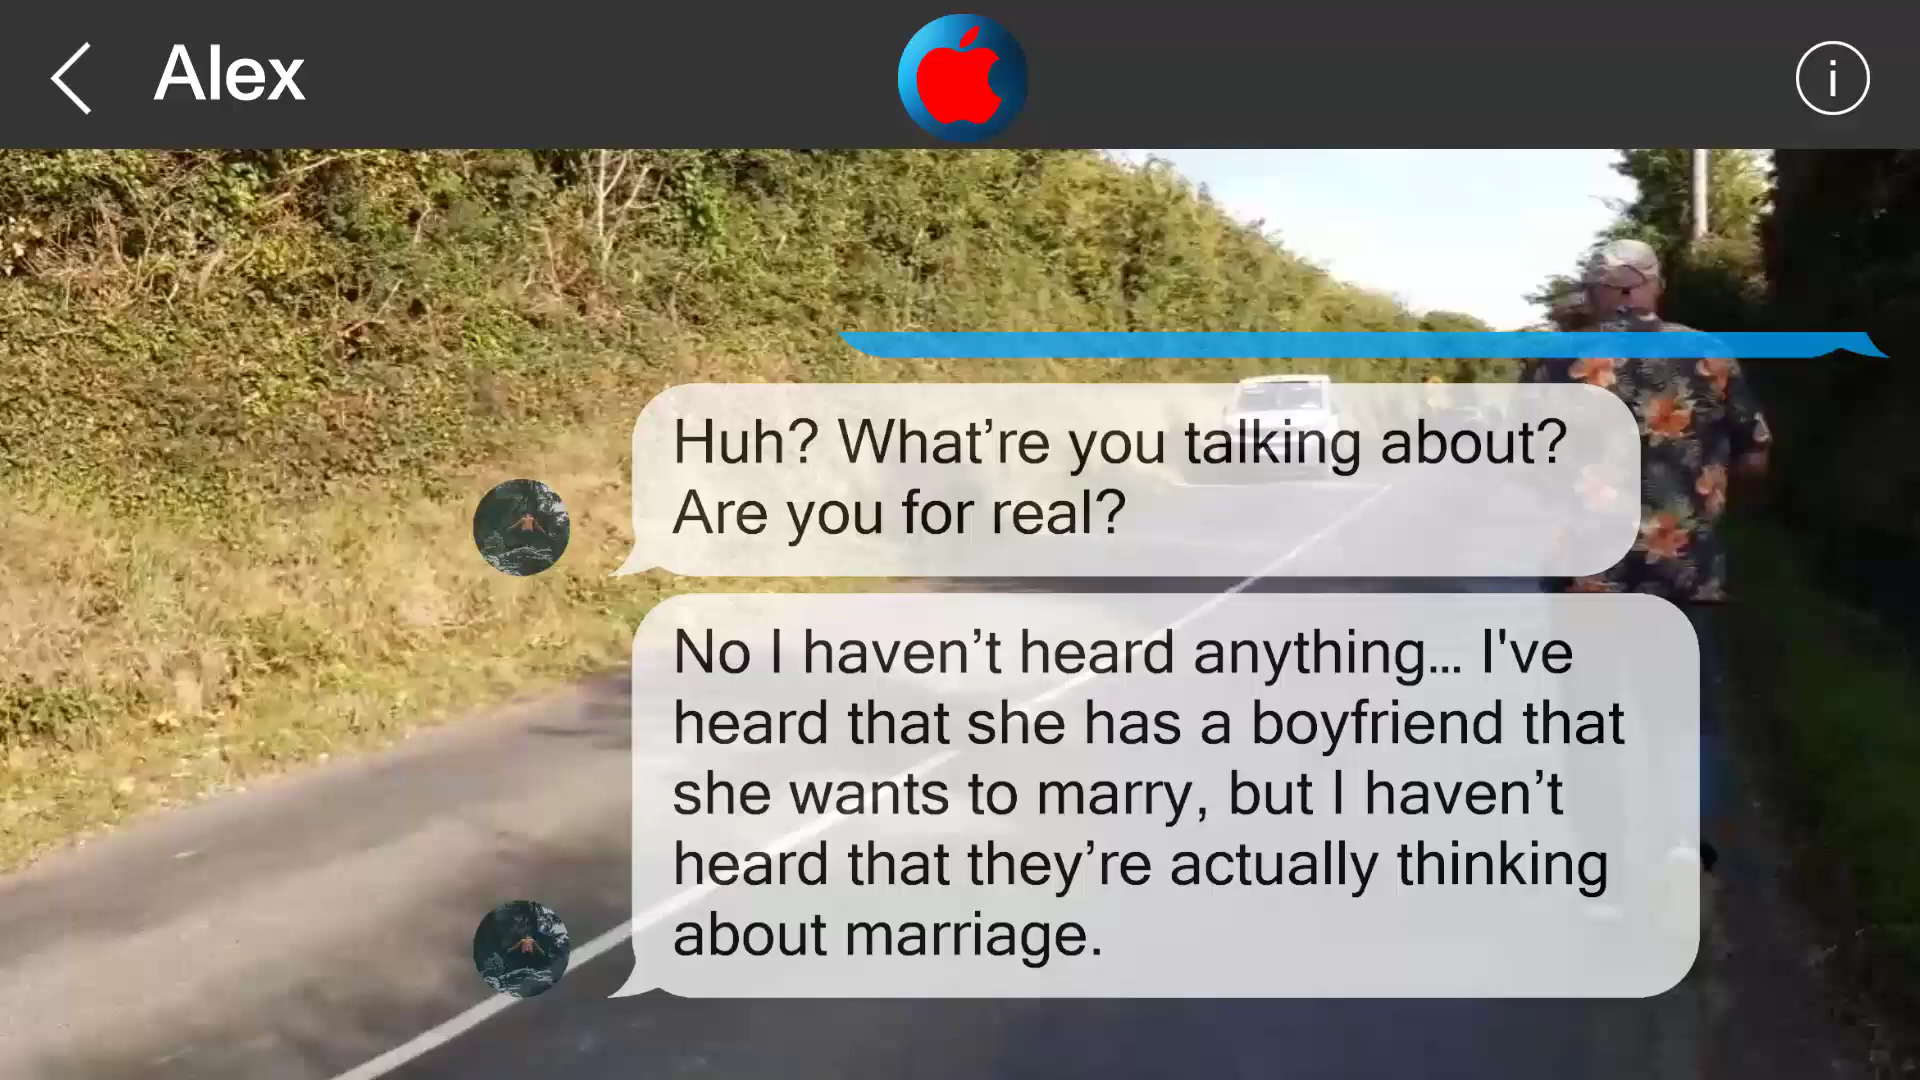 Alex
i
Huh? What’re you talking about?
Are you for real?
No I haven’t heard anything... I've
heard that she has a boyfriend that
she wants to marry, but I haven’t
heard that they’re actually thinking
about marriage.